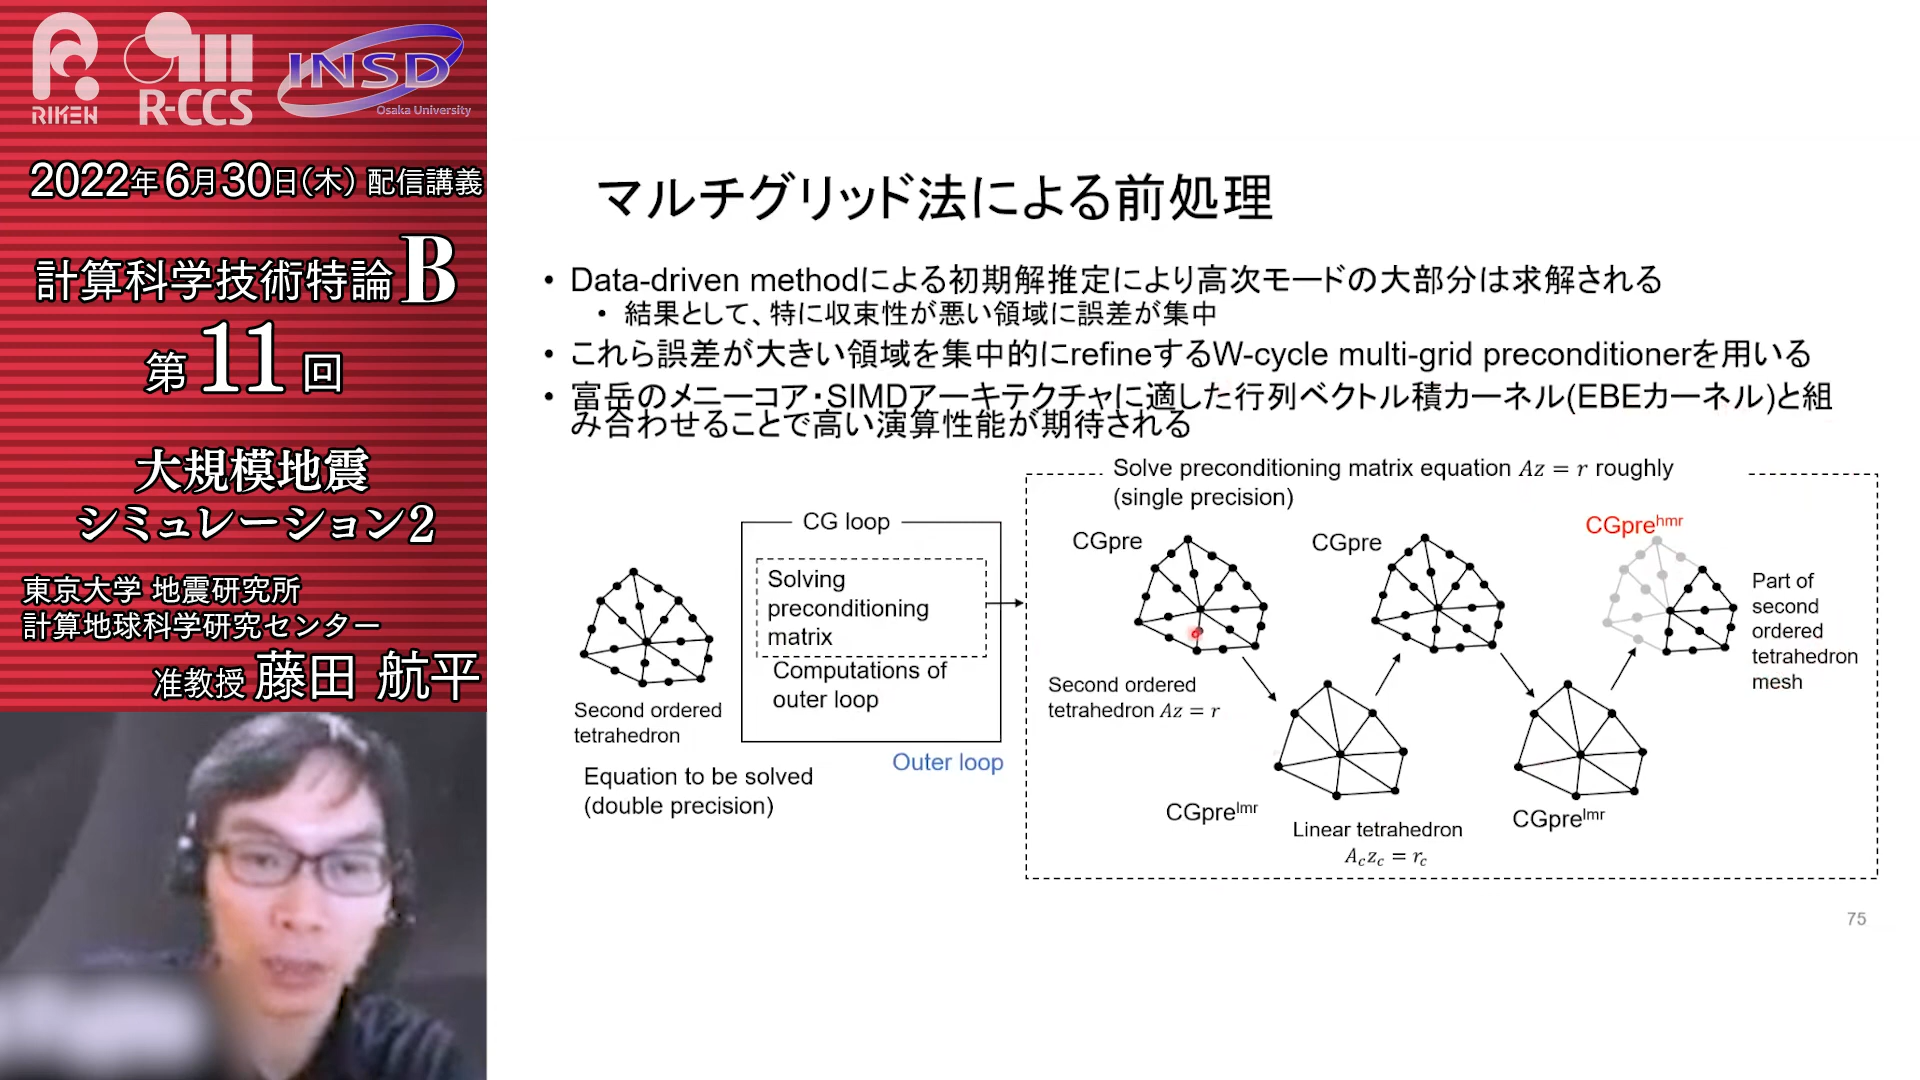 RIKEN
R-CCS
INSD
Osaka University
2022年6月30日(木) 配信講義
計算科学技術特論B
第11回
大規模地震
シミュレーション2
東京大学 地震研究所
計算地球科学研究センター
准教授 藤田 航平
マルチグリッド法による前処理
• Data-driven methodによる初期解推定により高次モードの大部分は求解される
• 結果として、特に収束性が悪い領域に誤差が集中
• これら誤差が大きい領域を集中的にrefineするW-cycle multi-grid preconditionerを用いる
• 富岳のメニーコア・SIMDアーキテクチャに適した行列ベクトル積カーネル(EBEカーネル)と組
み合わせることで高い演算性能が期待される
Second ordered
tetrahedron
Equation to be solved
(double precision)
CG loop
Solving
preconditioning
matrix
Computations of
outer loop
Outer loop
Solve preconditioning matrix equation Az = r roughly
(single precision)
CGpre
CGpre
CGpre^hmr
Part of
second
ordered
tetrahedron
mesh
Second ordered
tetrahedron Az = r
CGpre^lmr
Linear tetrahedron
A_c z_c = r_c
CGpre^lmr
75